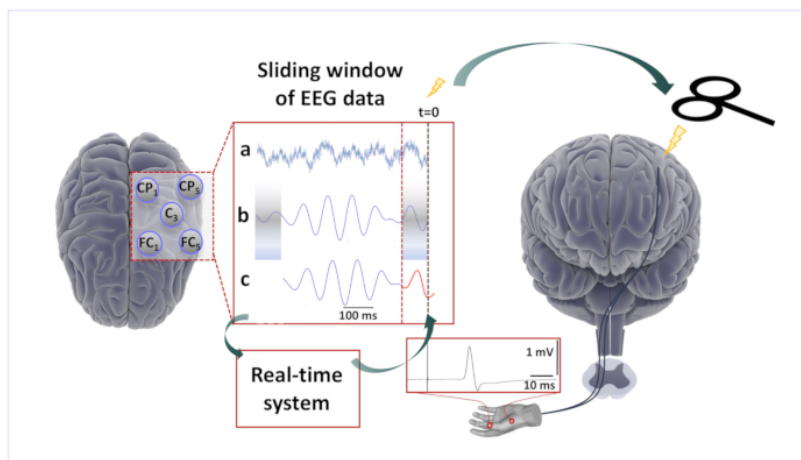 Sliding window
of EEG data
t=0
a
CP1
CP5
C3
b
FC1
FC5
c
100 ms
Real-time
system
1 mV
10 ms